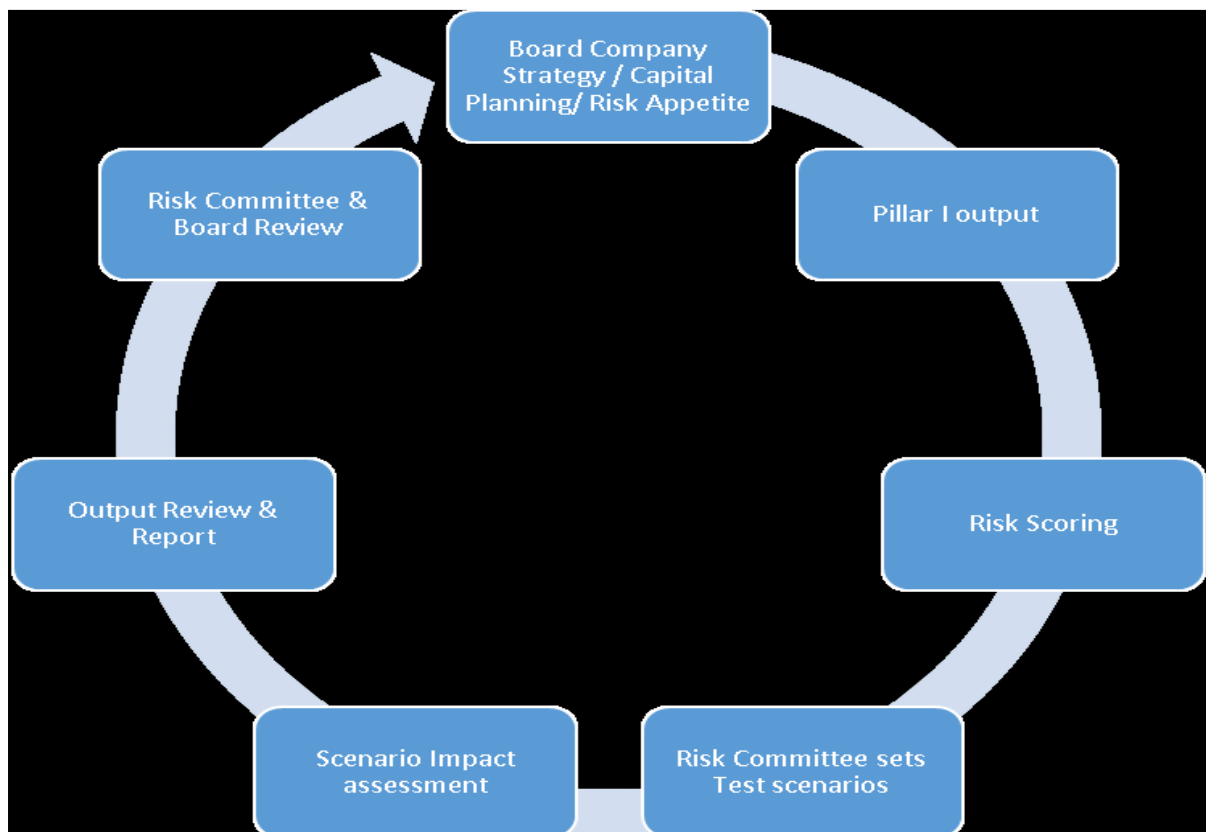 Board Company
Strategy / Capital
Planning/ Risk Appetite
Pillar I output
Risk Scoring
Risk Committee sets
Test scenarios
Scenario Impact
assessment
Output Review &
Report
Risk Committee &
Board Review